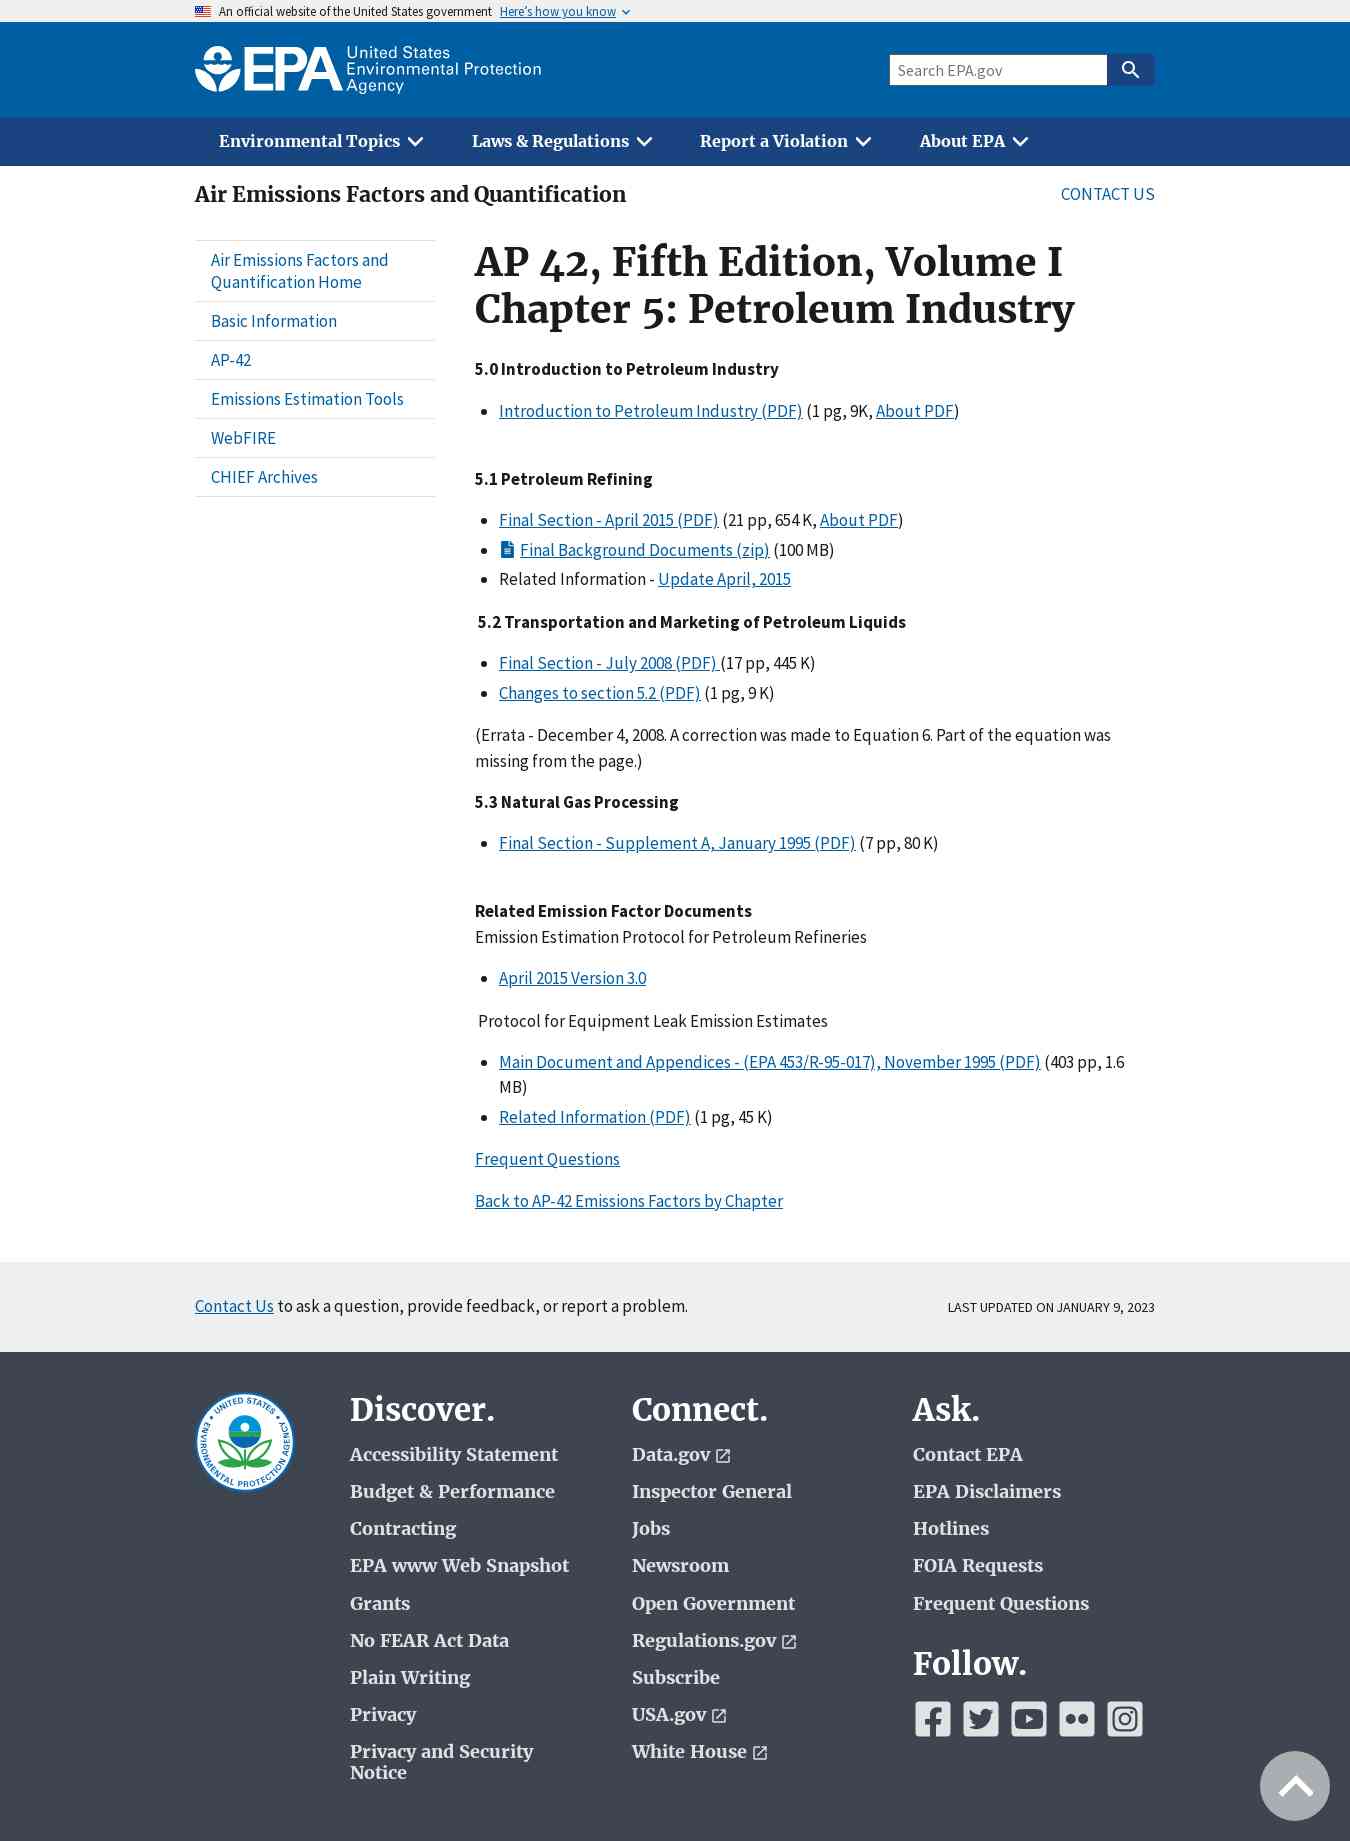 An official website of the United States government Here’s how you know
EPA United States
Environmental Protection
Agency
Search EPA.gov
Environmental Topics
Laws & Regulations
Report a Violation
About EPA
Air Emissions Factors and Quantification
CONTACT US
Air Emissions Factors and
Quantification Home
Basic Information
AP-42
Emissions Estimation Tools
WebFIRE
CHIEF Archives
AP 42, Fifth Edition, Volume I
Chapter 5: Petroleum Industry
5.0 Introduction to Petroleum Industry
Introduction to Petroleum Industry (PDF) (1 pg, 9K, About PDF)
5.1 Petroleum Refining
Final Section - April 2015 (PDF) (21 pp, 654 K, About PDF)
Final Background Documents (zip) (100 MB)
Related Information - Update April, 2015
5.2 Transportation and Marketing of Petroleum Liquids
Final Section - July 2008 (PDF) (17 pp, 445 K)
Changes to section 5.2 (PDF) (1 pg, 9 K)
(Errata - December 4, 2008. A correction was made to Equation 6. Part of the equation was
missing from the page.)
5.3 Natural Gas Processing
Final Section - Supplement A, January 1995 (PDF) (7 pp, 80 K)
Related Emission Factor Documents
Emission Estimation Protocol for Petroleum Refineries
April 2015 Version 3.0
Protocol for Equipment Leak Emission Estimates
Main Document and Appendices - (EPA 453/R-95-017), November 1995 (PDF) (403 pp, 1.6
MB)
Related Information (PDF) (1 pg, 45 K)
Frequent Questions
Back to AP-42 Emissions Factors by Chapter
Contact Us to ask a question, provide feedback, or report a problem.
LAST UPDATED ON JANUARY 9, 2023
UNITED STATES ENVIRONMENTAL PROTECTION AGENCY
Discover.
Accessibility Statement
Budget & Performance
Contracting
EPA www Web Snapshot
Grants
No FEAR Act Data
Plain Writing
Privacy
Privacy and Security
Notice
Connect.
Data.gov
Inspector General
Jobs
Newsroom
Open Government
Regulations.gov
Subscribe
USA.gov
White House
Ask.
Contact EPA
EPA Disclaimers
Hotlines
FOIA Requests
Frequent Questions
Follow.